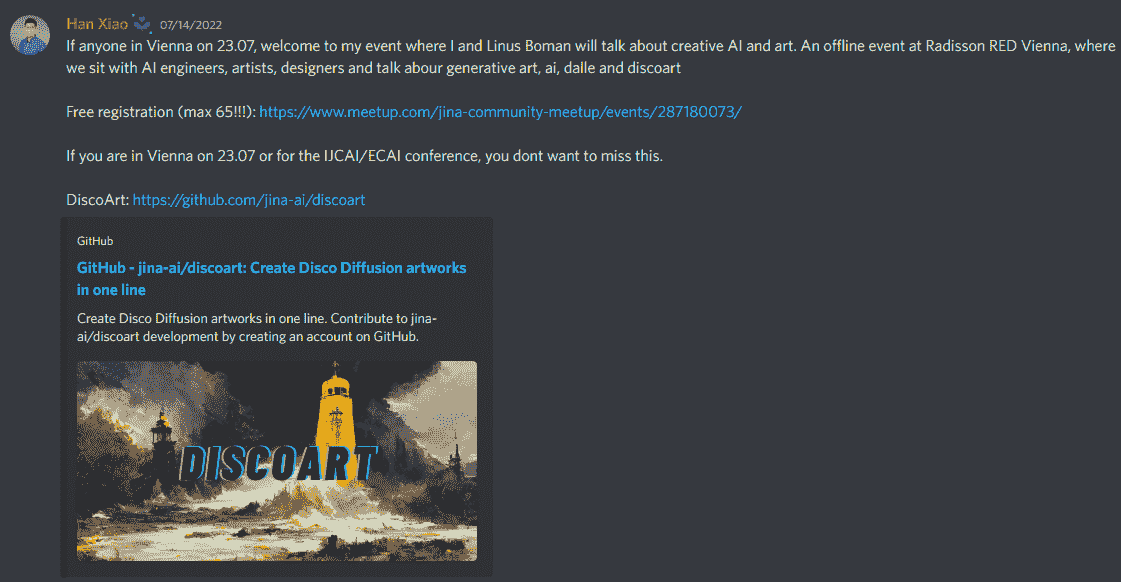 Han Xiao 07/14/2022
If anyone in Vienna on 23.07, welcome to my event where I and Linus Boman will talk about creative AI and art. An offline event at Radisson RED Vienna, where
we sit with AI engineers, artists, designers and talk abour generative art, ai, dalle and discoart
Free registration (max 65!!!): https://www.meetup.com/jina-community-meetup/events/287180073/
If you are in Vienna on 23.07 or for the IJCAI/ECAI conference, you dont want to miss this.
DiscoArt: https://github.com/jina-ai/discoart
GitHub
GitHub - jina-ai/discoart: Create Disco Diffusion artworks
in one line
Create Disco Diffusion artworks in one line. Contribute to jina-
ai/discoart development by creating an account on GitHub.
DISCOART